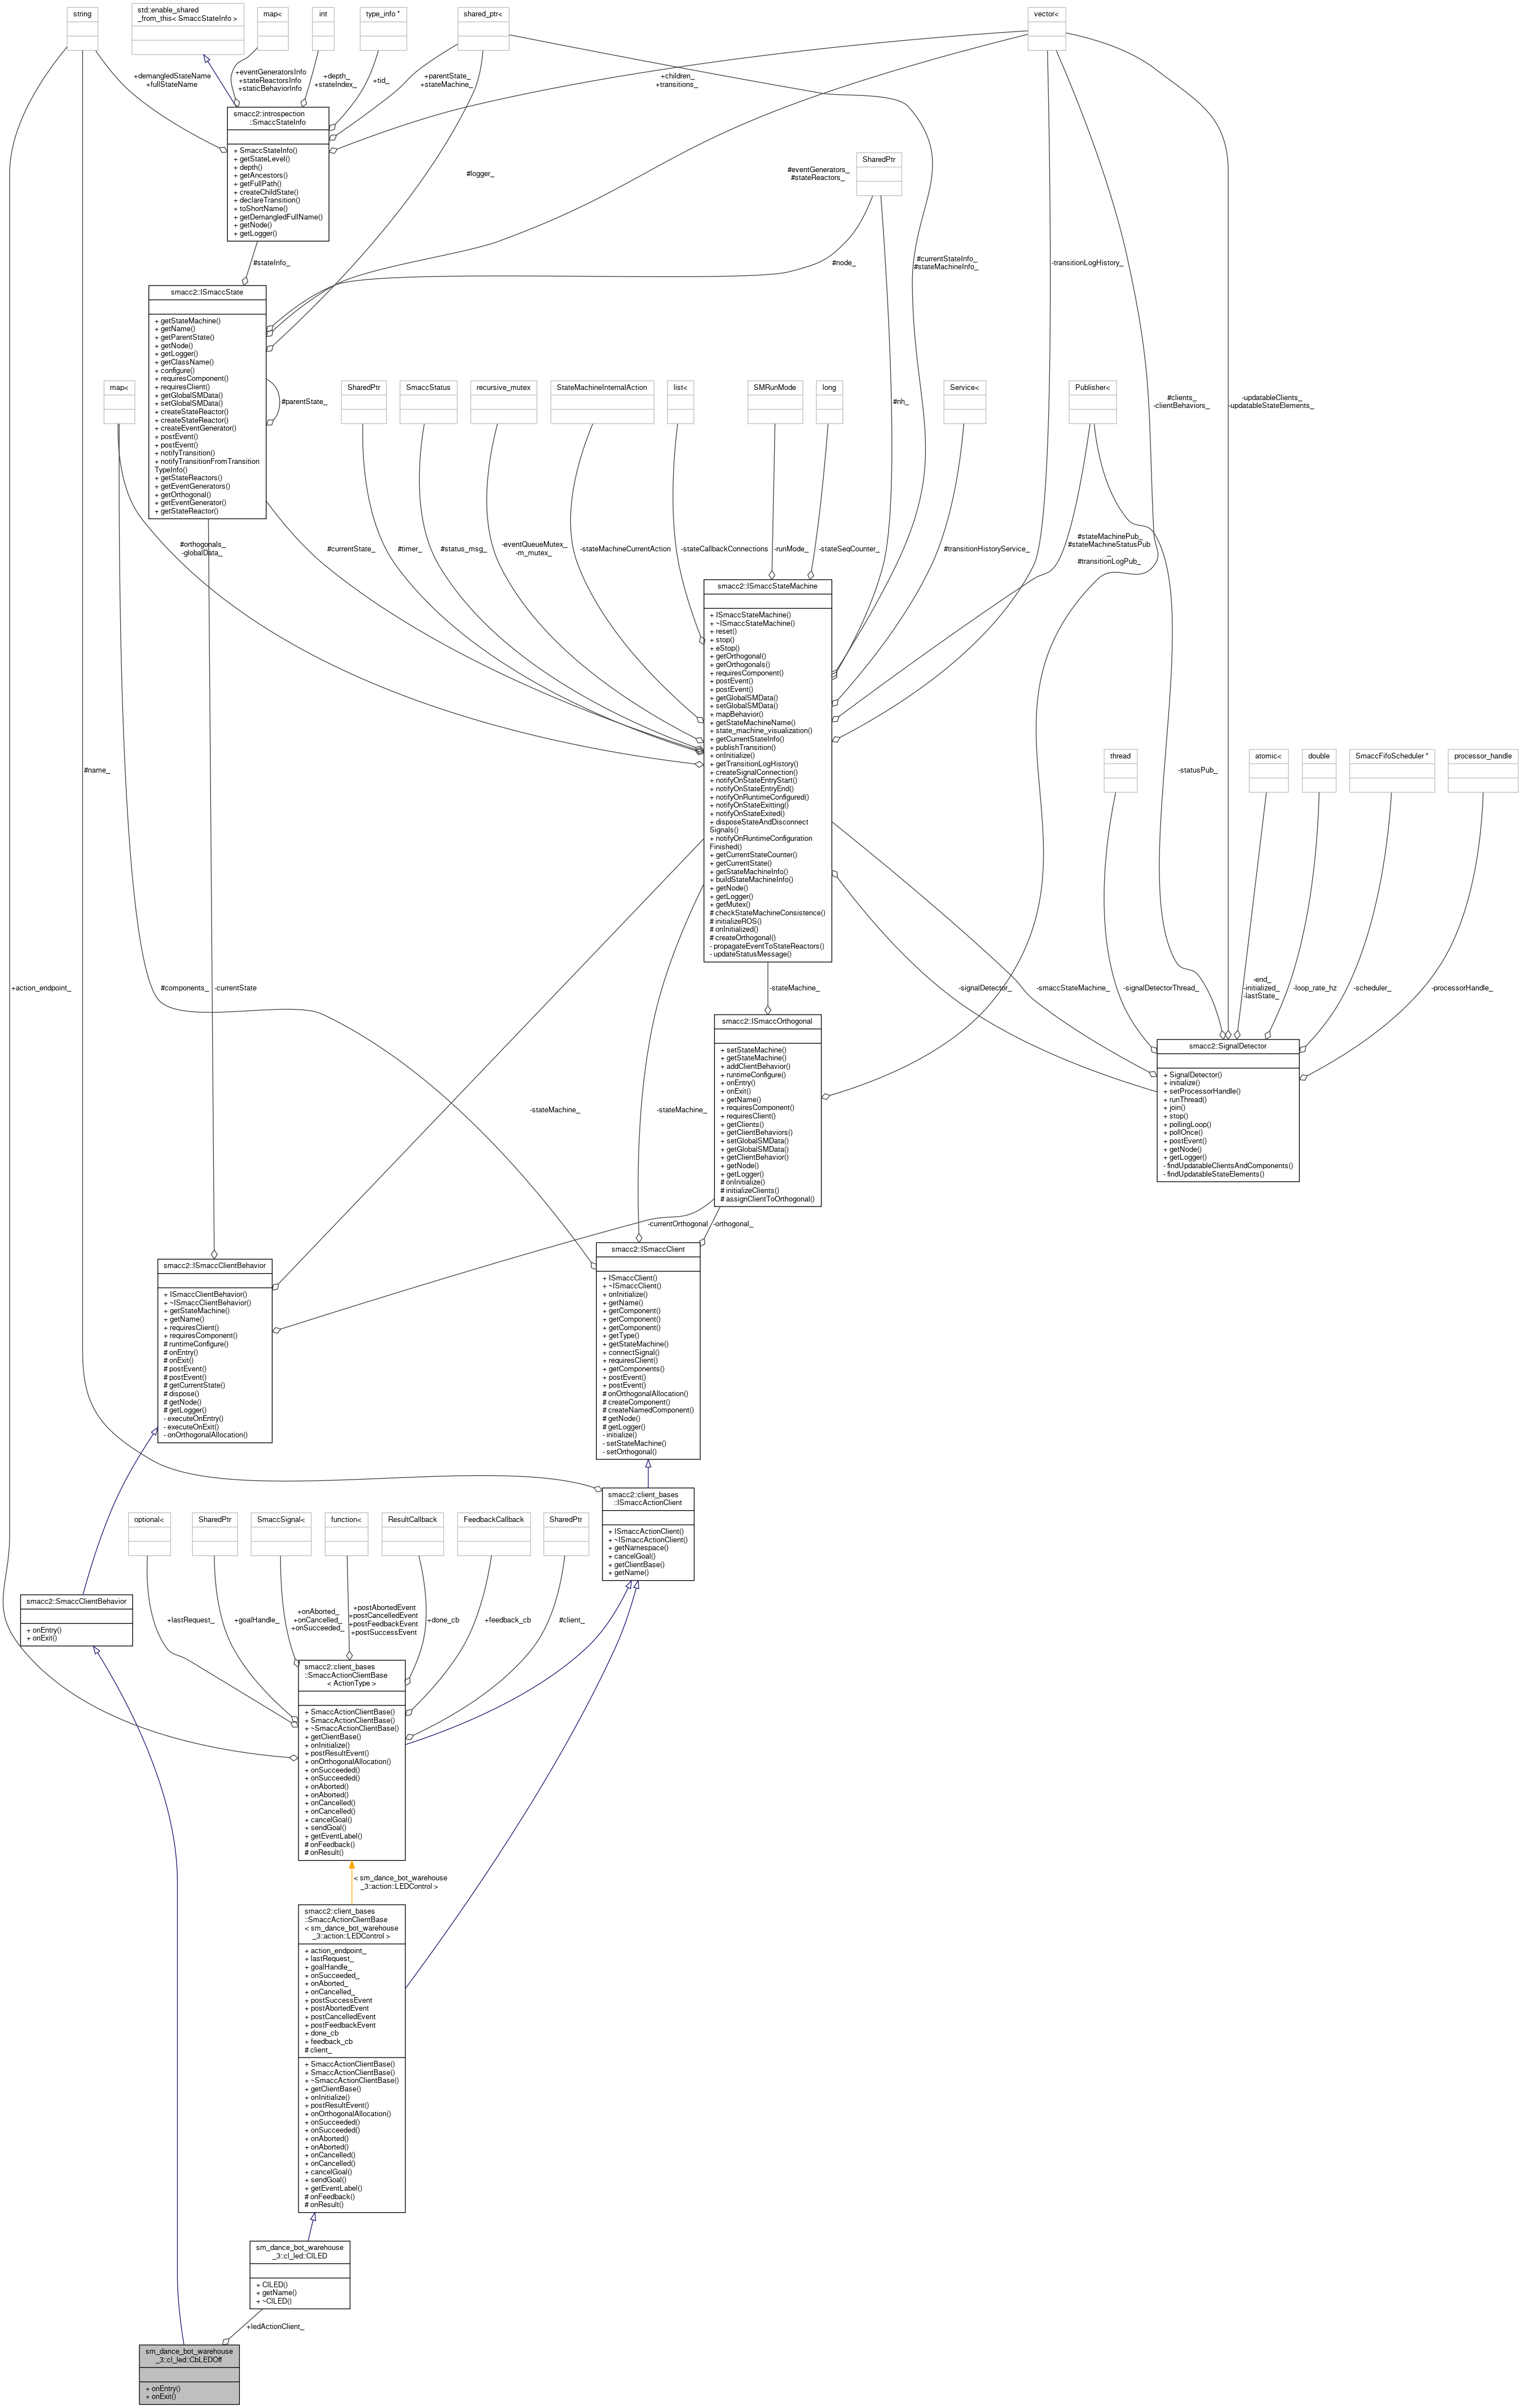 string
std::enable_shared
_from_this< SmaccStateInfo >
map<
int
type_info *
shared_ptr<
vector<
+demangledStateName
+fullStateName
+eventGeneratorsInfo
+stateReactorsInfo
+staticBehaviorInfo
+depth_
+stateIndex_
+tid_
+parentState_
+stateMachine_
+children_
+transitions_
smacc2::introspection
::SmaccStateInfo
+ SmaccStateInfo()
+ getStateLevel()
+ depth()
+ getAncestors()
+ getFullPath()
+ createChildState()
+ declareTransition()
+ toShortName()
+ getDemangledFullName()
+ getNode()
+ getLogger()
#logger_
#eventGenerators_
#stateReactors_
SharedPtr
#stateInfo_
#node_
#currentStateInfo_
#stateMachineInfo_
-transitionLogHistory_
smacc2::ISmaccState
+ getStateMachine()
+ getName()
+ getParentState()
+ getNode()
+ getLogger()
+ getClassName()
+ configure()
+ requiresComponent()
+ requiresClient()
+ getGlobalSMData()
+ setGlobalSMData()
+ createStateReactor()
+ createStateReactor()
+ createEventGenerator()
+ postEvent()
+ postEvent()
+ notifyTransition()
+ notifyTransitionFromTransition
TypeInfo()
+ getStateReactors()
+ getEventGenerators()
+ getOrthogonal()
+ getEventGenerator()
+ getStateReactor()
#parentState_
map<
SharedPtr
SmaccStatus
recursive_mutex
StateMachineInternalAction
list<
SMRunMode
long
#nh_
Service<
Publisher<
#clients_
-clientBehaviors_
-updatableClients_
-updatableStateElements_
#orthogonals_
-globalData_
#currentState_
#timer_
#status_msg_
-eventQueueMutex_
-m_mutex_
-stateMachineCurrentAction
-stateCallbackConnections
-runMode_
-stateSeqCounter_
#transitionHistoryService_
#stateMachinePub_
#stateMachineStatusPub
_
#transitionLogPub_
smacc2::ISmaccStateMachine
+ ISmaccStateMachine()
+ ~ISmaccStateMachine()
+ reset()
+ stop()
+ eStop()
+ getOrthogonal()
+ getOrthogonals()
+ requiresComponent()
+ postEvent()
+ postEvent()
+ getGlobalSMData()
+ setGlobalSMData()
+ mapBehavior()
+ getStateMachineName()
+ state_machine_visualization()
+ getCurrentStateInfo()
+ publishTransition()
+ onInitialize()
+ getTransitionLogHistory()
+ createSignalConnection()
+ notifyOnStateEntryStart()
+ notifyOnStateEntryEnd()
+ notifyOnRuntimeConfigured()
+ notifyOnStateExitting()
+ notifyOnStateExited()
+ disposeStateAndDisconnect
Signals()
+ notifyOnRuntimeConfiguration
Finished()
+ getCurrentStateCounter()
+ getCurrentState()
+ getStateMachineInfo()
+ buildStateMachineInfo()
+ getNode()
+ getLogger()
+ getMutex()
# checkStateMachineConsistence()
# initializeROS()
# onInitialized()
# createOrthogonal()
- propagateEventToStateReactors()
- updateStatusMessage()
#name_
-statusPub_
thread
atomic<
double
SmaccFifoScheduler *
processor_handle
+action_endpoint_
#components_
-currentState
-stateMachine_
-signalDetector_
-smaccStateMachine_
-signalDetectorThread_
-end_
-initialized_
-lastState_
-loop_rate_hz
-scheduler_
-processorHandle_
smacc2::ISmaccOrthogonal
+ setStateMachine()
+ getStateMachine()
+ addClientBehavior()
+ runtimeConfigure()
+ onEntry()
+ onExit()
+ getName()
+ requiresComponent()
+ requiresClient()
+ getClients()
+ getClientBehaviors()
+ setGlobalSMData()
+ getGlobalSMData()
+ getClientBehavior()
+ getNode()
+ getLogger()
# onInitialize()
# initializeClients()
# assignClientToOrthogonal()
smacc2::SignalDetector
+ SignalDetector()
+ initialize()
+ setProcessorHandle()
+ runThread()
+ join()
+ stop()
+ pollingLoop()
+ pollOnce()
+ postEvent()
+ getNode()
+ getLogger()
- findUpdatableClientsAndComponents()
- findUpdatableStateElements()
-stateMachine_
-stateMachine_
-currentOrthogonal
-orthogonal_
smacc2::ISmaccClientBehavior
+ ISmaccClientBehavior()
+ ~ISmaccClientBehavior()
+ getStateMachine()
+ getName()
+ requiresClient()
+ requiresComponent()
# runtimeConfigure()
# onEntry()
# onExit()
# postEvent()
# postEvent()
# getCurrentState()
# dispose()
# getNode()
# getLogger()
- executeOnEntry()
- executeOnExit()
- onOrthogonalAllocation()
smacc2::ISmaccClient
+ ISmaccClient()
+ ~ISmaccClient()
+ onInitialize()
+ getName()
+ getComponent()
+ getComponent()
+ getComponent()
+ getType()
+ getStateMachine()
+ connectSignal()
+ requiresClient()
+ getComponents()
+ postEvent()
+ postEvent()
# onOrthogonalAllocation()
# createComponent()
# createNamedComponent()
# getNode()
# getLogger()
- initialize()
- setStateMachine()
- setOrthogonal()
smacc2::client_bases
::ISmaccActionClient
+ ISmaccActionClient()
+ ~ISmaccActionClient()
+ getNamespace()
+ cancelGoal()
+ getClientBase()
+ getName()
optional<
SharedPtr
SmaccSignal<
function<
ResultCallback
FeedbackCallback
SharedPtr
smacc2::SmaccClientBehavior
+ onEntry()
+ onExit()
+lastRequest_
+goalHandle_
+onAborted_
+onCancelled_
+onSucceeded_
+postAbortedEvent
+postCancelledEvent
+postFeedbackEvent
+postSuccessEvent
+done_cb
+feedback_cb
#client_
smacc2::client_bases
::SmaccActionClientBase
< ActionType >
+ SmaccActionClientBase()
+ SmaccActionClientBase()
+ ~SmaccActionClientBase()
+ getClientBase()
+ onInitialize()
+ postResultEvent()
+ onOrthogonalAllocation()
+ onSucceeded()
+ onSucceeded()
+ onAborted()
+ onAborted()
+ onCancelled()
+ onCancelled()
+ cancelGoal()
+ sendGoal()
+ getEventLabel()
# onFeedback()
# onResult()
< sm_dance_bot_warehouse
_3::action::LEDControl >
smacc2::client_bases
::SmaccActionClientBase
< sm_dance_bot_warehouse
_3::action::LEDControl >
+ action_endpoint_
+ lastRequest_
+ goalHandle_
+ onSucceeded_
+ onAborted_
+ onCancelled_
+ postSuccessEvent
+ postAbortedEvent
+ postCancelledEvent
+ postFeedbackEvent
+ done_cb
+ feedback_cb
# client_
+ SmaccActionClientBase()
+ SmaccActionClientBase()
+ ~SmaccActionClientBase()
+ getClientBase()
+ onInitialize()
+ postResultEvent()
+ onOrthogonalAllocation()
+ onSucceeded()
+ onSucceeded()
+ onAborted()
+ onAborted()
+ onCancelled()
+ onCancelled()
+ cancelGoal()
+ sendGoal()
+ getEventLabel()
# onFeedback()
# onResult()
sm_dance_bot_warehouse
_3::cl_led::ClLED
+ ClLED()
+ getName()
+ ~ClLED()
+ledActionClient_
sm_dance_bot_warehouse
_3::cl_led::CbLEDOff
+ onEntry()
+ onExit()